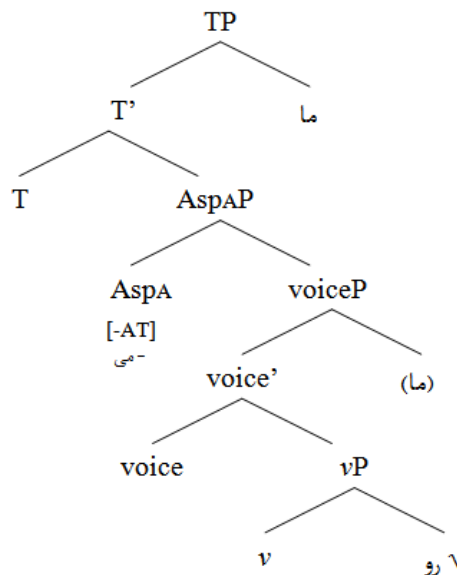 TP
T’ ما
T AspAP
AspA voiceP
[-AT]
می-
voice’ (ما)
voice vP
v رو √